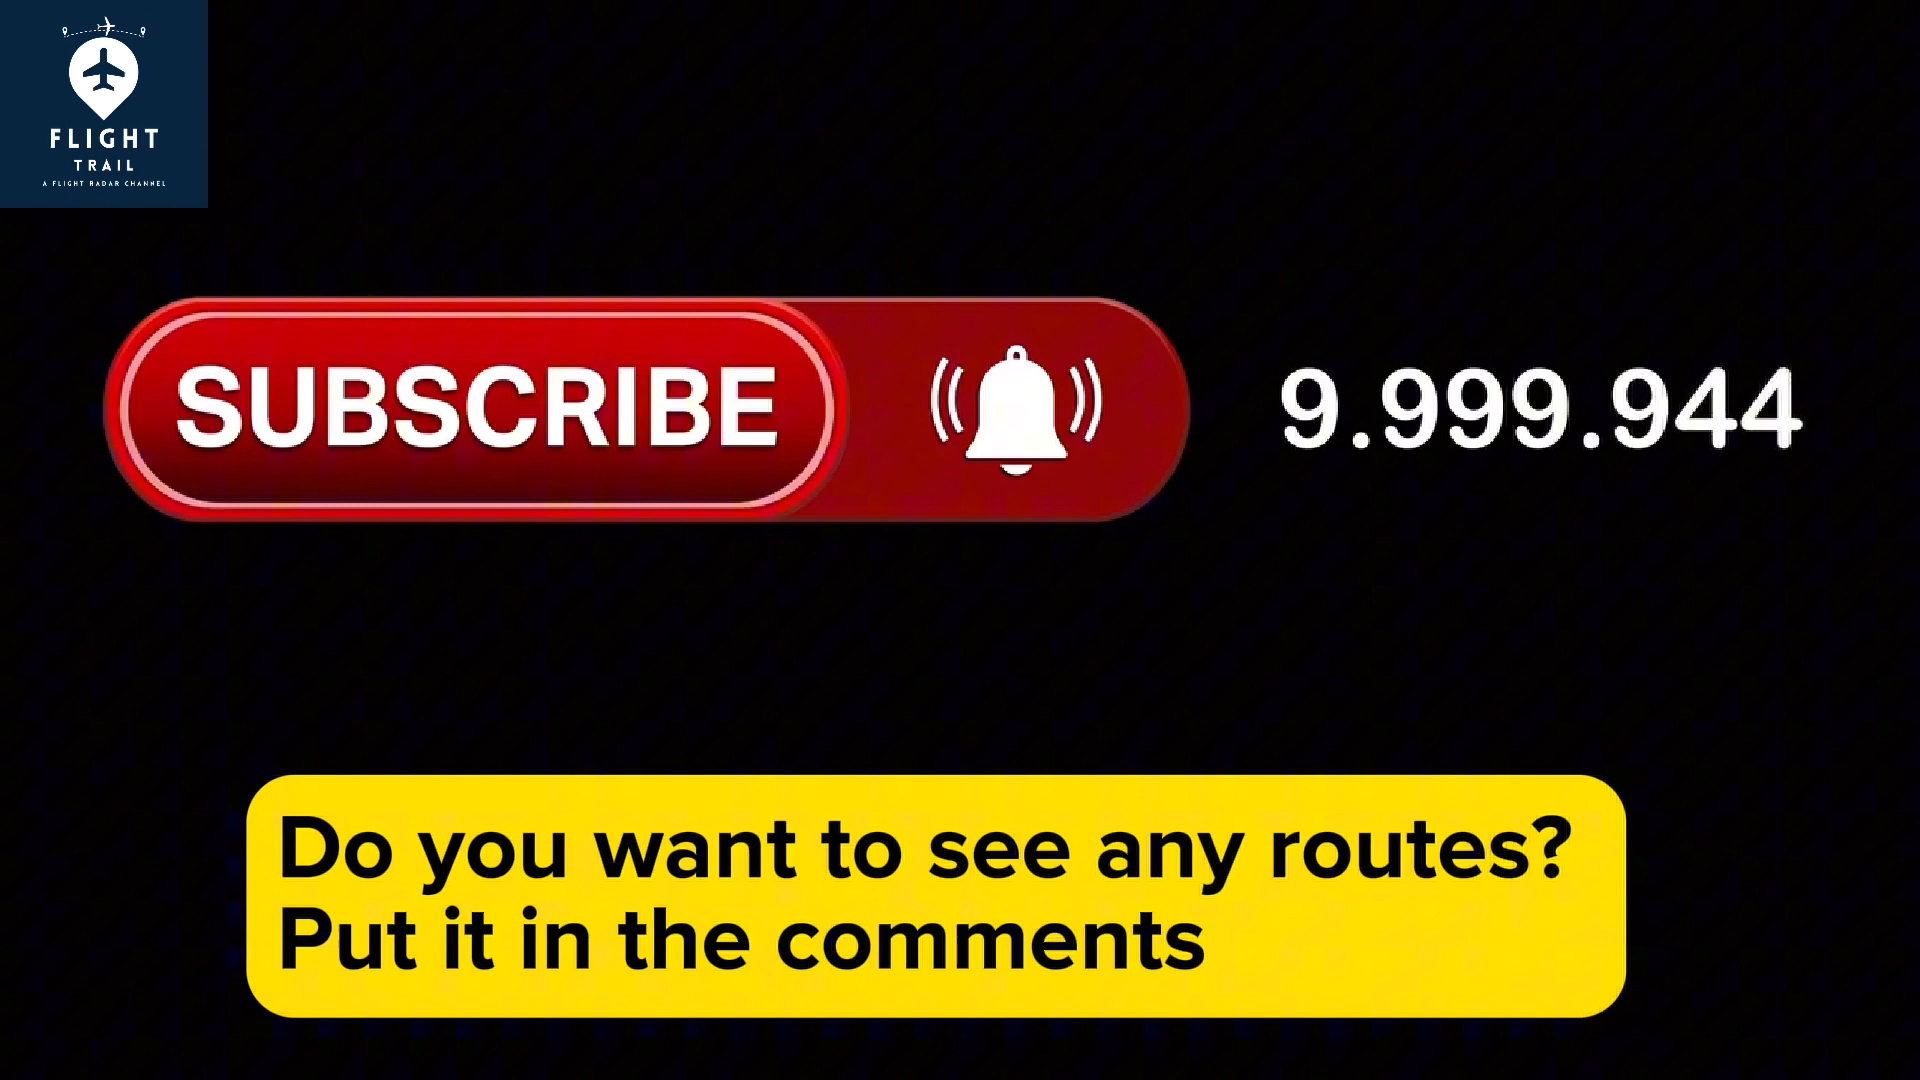 FLIGHT
TRAIL
A FLIGHT RADAR CHANNEL
SUBSCRIBE
9.999.944
Do you want to see any routes?
Put it in the comments